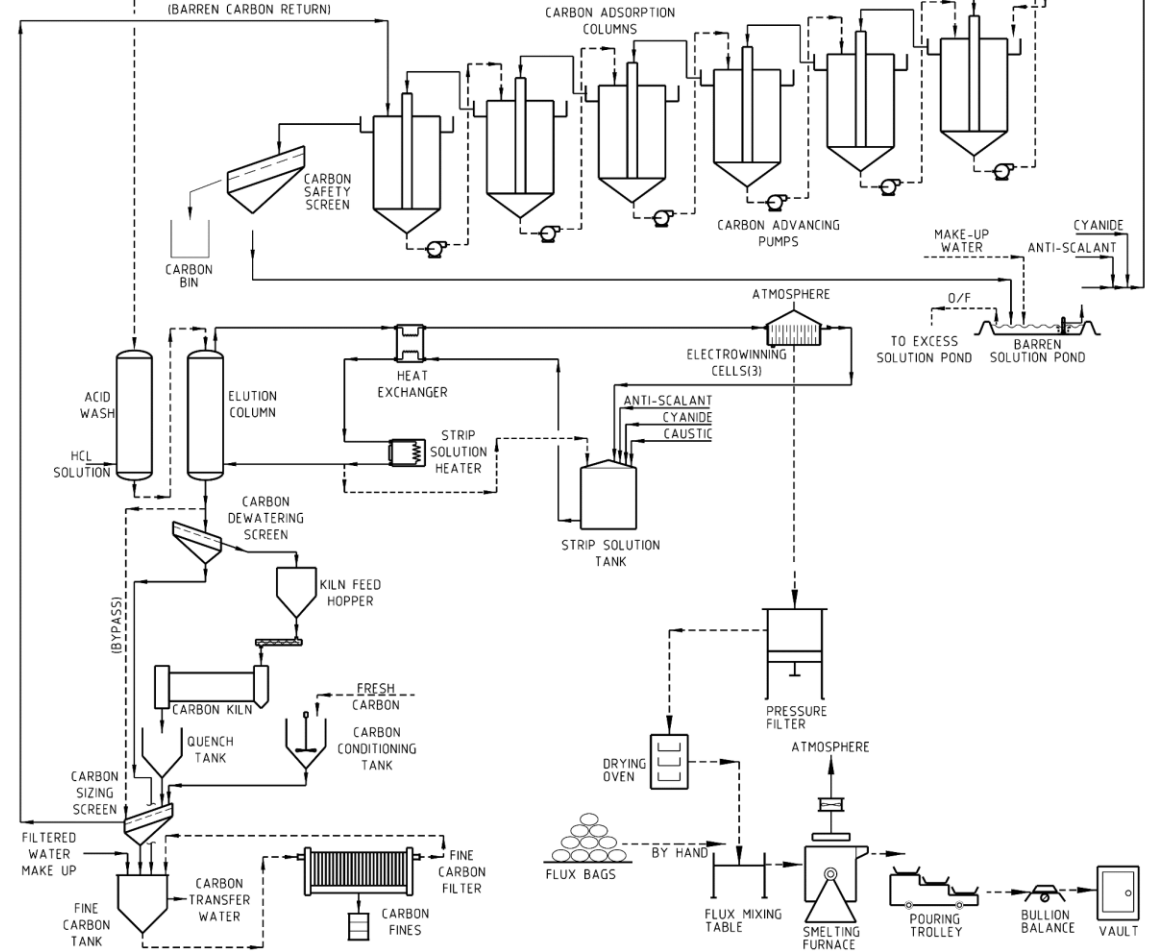 (BARREN CARBON RETURN)
CARBON ADSORPTION
COLUMNS
CARBON
SAFETY
SCREEN
CARBON
BIN
CARBON ADVANCING
PUMPS
MAKE-UP
WATER
CYANIDE
ANTI-SCALANT
O/F
TO EXCESS
SOLUTION POND
BARREN
SOLUTION POND
ATMOSPHERE
ELECTROWINNING
CELLS(3)
HEAT
EXCHANGER
ACID
WASH
ELUTION
COLUMN
HCL
SOLUTION
STRIP
SOLUTION
HEATER
ANTI-SCALANT
CYANIDE
CAUSTIC
STRIP SOLUTION
TANK
CARBON
DEWATERING
SCREEN
KILN FEED
HOPPER
(BYPASS)
CARBON KILN
FRESH
CARBON
QUENCH
TANK
CARBON
CONDITIONING
TANK
CARBON
SIZING
SCREEN
FILTERED
WATER
MAKE UP
FINE
CARBON
TANK
CARBON
TRANSFER
WATER
FINE
CARBON
FILTER
CARBON
FINES
PRESSURE
FILTER
DRYING
OVEN
ATMOSPHERE
FLUX BAGS
BY HAND
FLUX MIXING
TABLE
SMELTING
FURNACE
POURING
TROLLEY
BULLION
BALANCE
VAULT